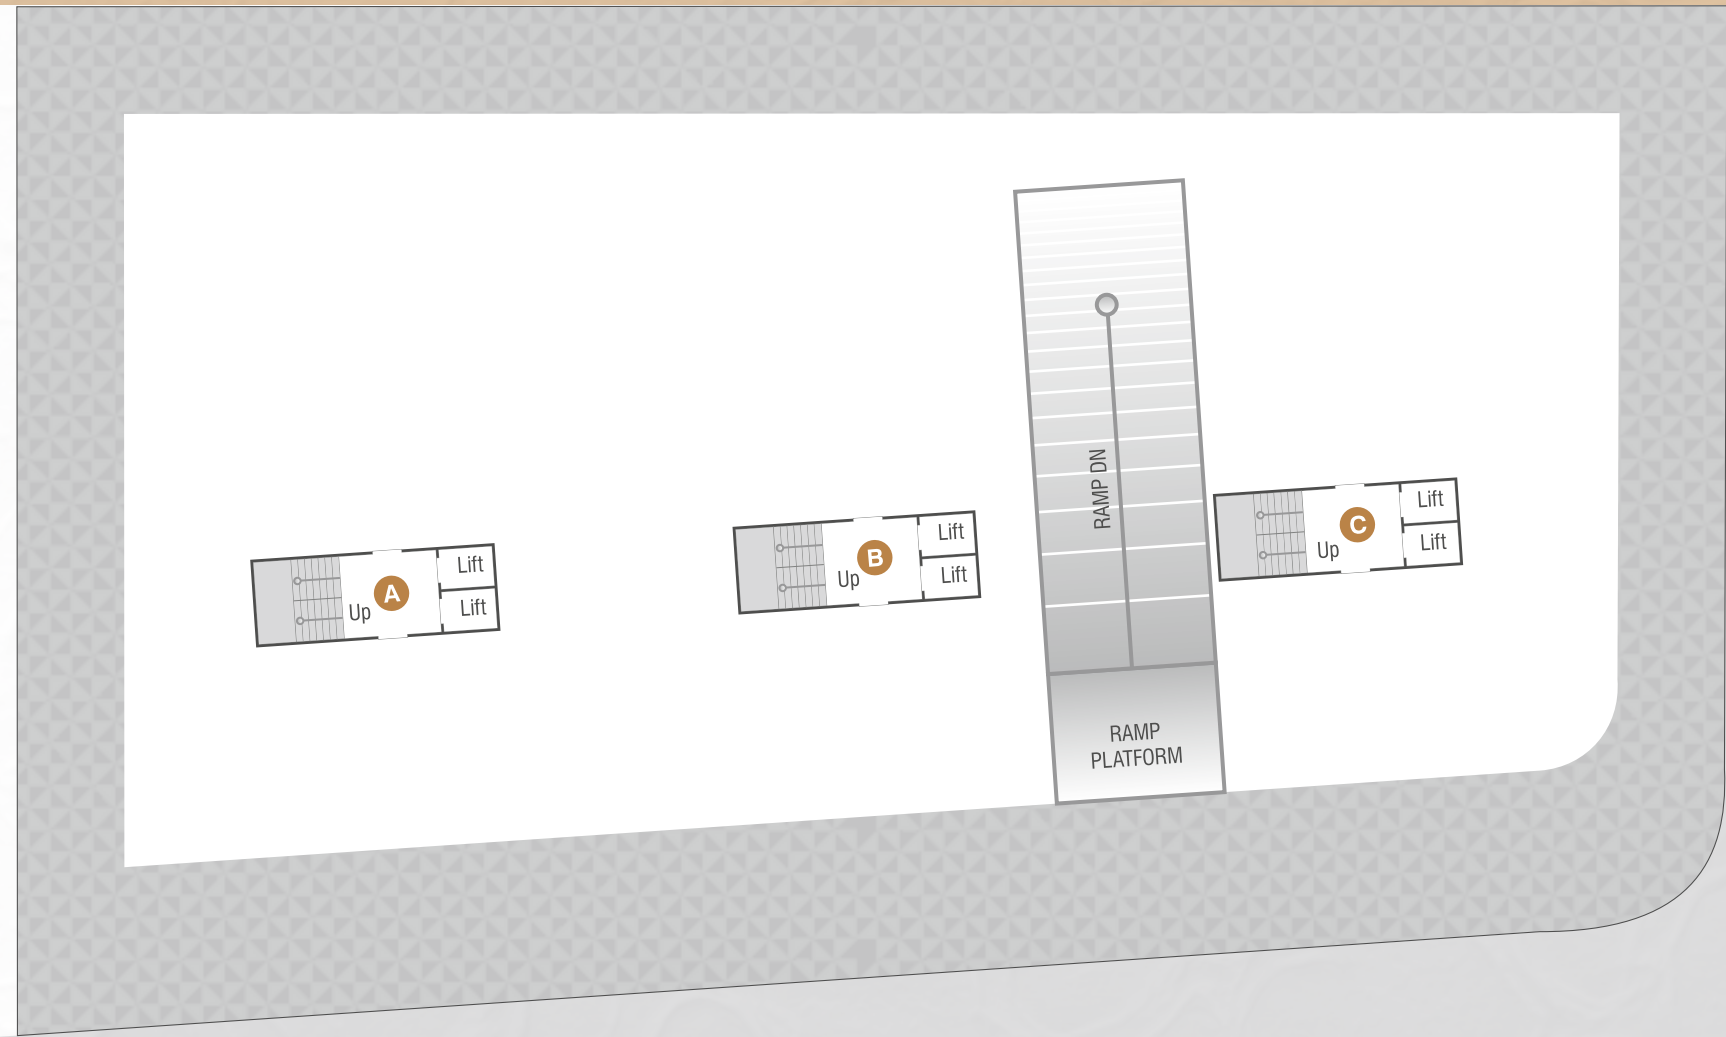 A
Up
Lift
Lift
B
Up
Lift
Lift
RAMP DN
RAMP
PLATFORM
C
Up
Lift
Lift